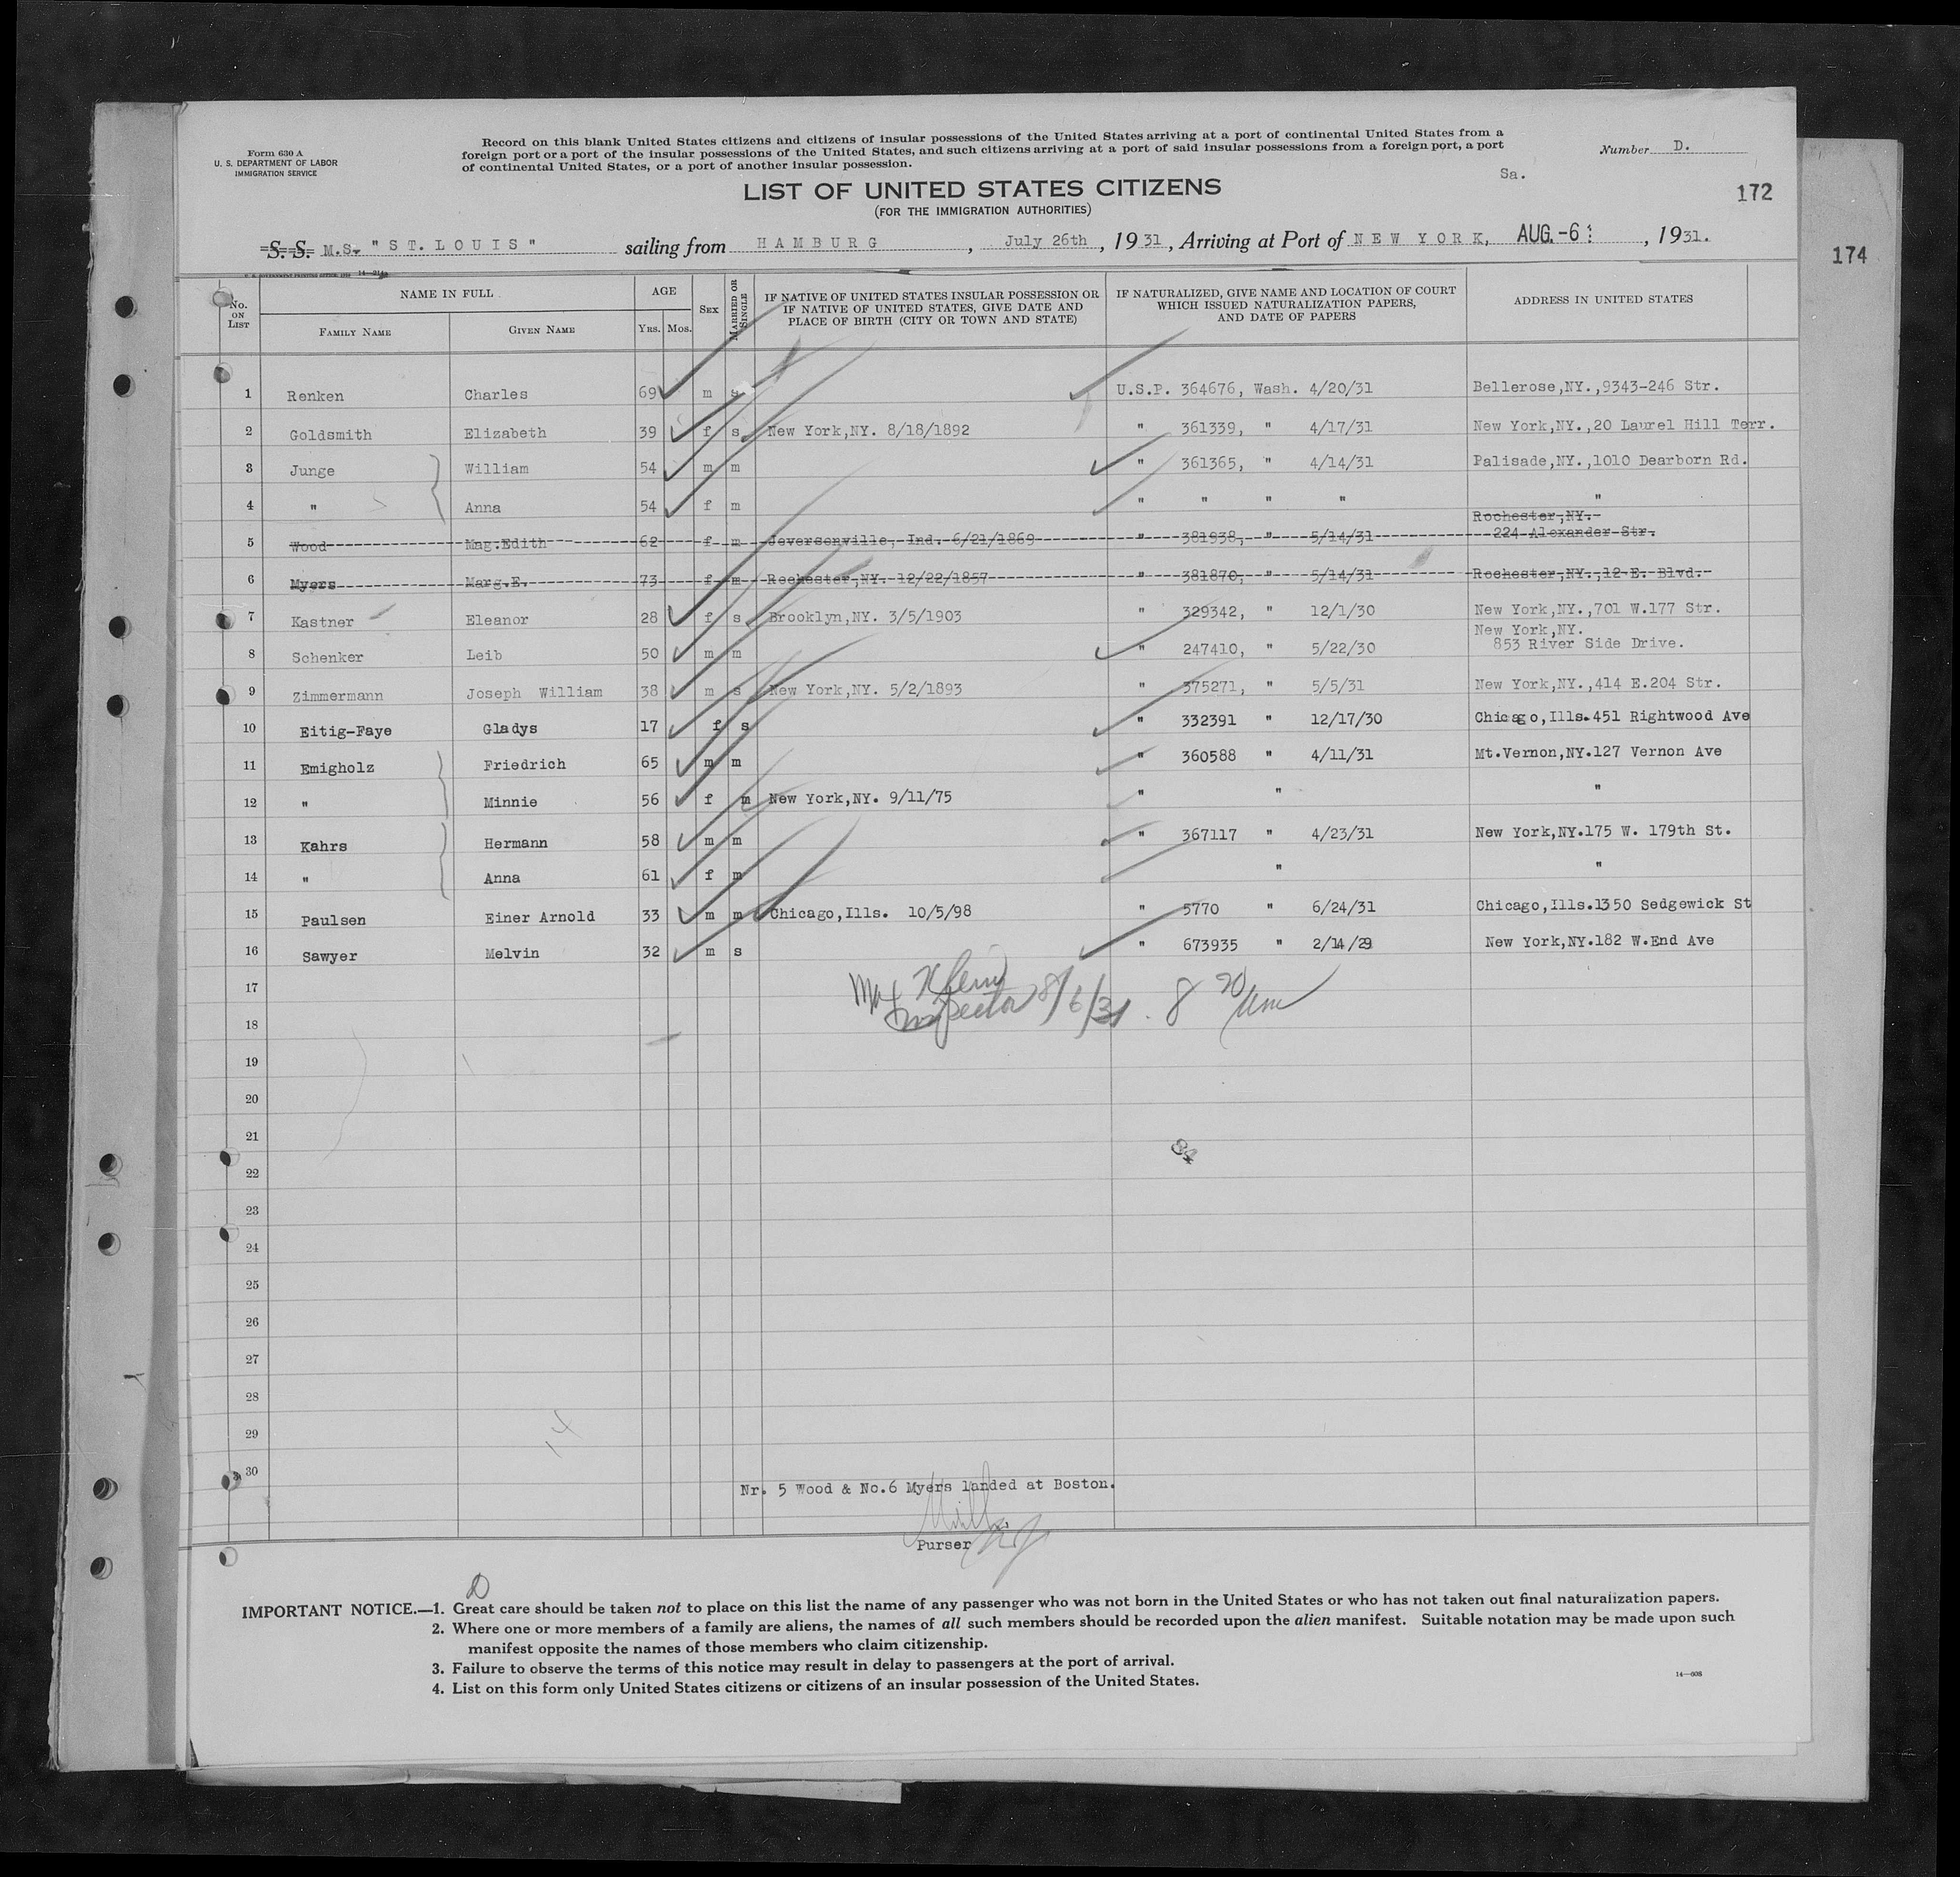 Form 630 A
U. S. DEPARTMENT OF LABOR
IMMIGRATION SERVICE
Record on this blank United States citizens and citizens of insular possessions of the United States arriving at a port of continental United States from a
foreign port or a port of the insular possessions of the United States, and such citizens arriving at a port of said insular possessions from a foreign port, a port
of continental United States, or a port of another insular possession.
Number D.
Sa.
LIST OF UNITED STATES CITIZENS
(FOR THE IMMIGRATION AUTHORITIES)
172
S. S. M.S. "ST. LOUIS" sailing from HAMBURG, July 26th, 1931, Arriving at Port of NEW YORK, AUG.-6, 1931.
174
No. ON LIST
NAME IN FULL
FAMILY NAME
GIVEN NAME
AGE
YRS. MOS.
SEX
MARRIED OR SINGLE
IF NATIVE OF UNITED STATES INSULAR POSSESSION OR
IF NATIVE OF UNITED STATES, GIVE DATE AND
PLACE OF BIRTH (CITY OR TOWN AND STATE)
IF NATURALIZED, GIVE NAME AND LOCATION OF COURT
WHICH ISSUED NATURALIZATION PAPERS,
AND DATE OF PAPERS
ADDRESS IN UNITED STATES
1 Renken Charles 69 m s U.S.P. 364676, Wash. 4/20/31 Bellerose,NY.,9343-246 Str.
2 Goldsmith Elizabeth 39 f s New York,NY. 8/18/1892 " 361339, " 4/17/31 New York,NY.,20 Laurel Hill Terr.
3 Junge William 54 m m " 361365, " 4/14/31 Palisade,NY.,1010 Dearborn Rd.
4 " Anna 54 f m " " " " "
5 Wood Mag.Edith 62 f m Jeversonville, Ind. 6/21/1869 " 381938, " 5/14/31 Rochester,NY.
224 Alexander Str.
6 Myers Marg.E. 73 f m Rochester,NY. 12/22/1857 " 381870, " 5/14/31 Rochester,NY.,12 E. Blvd.
7 Kastner Eleanor 28 f s Brooklyn,NY. 3/5/1903 " 329342, " 12/1/30 New York,NY.,701 W.177 Str.
8 Schenker Leib 50 m m " 247410, " 5/22/30 New York,NY.
853 River Side Drive.
9 Zimmermann Joseph William 38 m s New York,NY. 5/2/1893 " 375271, " 5/5/31 New York,NY.,414 E.204 Str.
10 Eitig-Faye Gladys 17 f s " 332391 " 12/17/30 Chicago,Ills.451 Rightwood Ave
11 Emigholz Friedrich 65 m m " 360588 " 4/11/31 Mt.Vernon,NY.127 Vernon Ave
12 " Minnie 56 f m New York,NY. 9/11/75 " " "
13 Kahrs Hermann 58 m m " 367117 " 4/23/31 New York,NY.175 W. 179th St.
14 " Anna 61 f m " "
15 Paulsen Einer Arnold 33 m m Chicago,Ills. 10/5/98 " 5770 " 6/24/31 Chicago,Ills.1350 Sedgewick St
16 Sawyer Melvin 32 m s " 673935 " 2/14/29 New York,NY.182 W.End Ave
17
Inspector 8/6/31. 8
18
19
20
21
84
22
23
24
25
26
27
28
29
30
Nr. 5 Wood & No.6 Myers landed at Boston.
Purser
D
IMPORTANT NOTICE.—1. Great care should be taken not to place on this list the name of any passenger who was not born in the United States or who has not taken out final naturalization papers.
2. Where one or more members of a family are aliens, the names of all such members should be recorded upon the alien manifest. Suitable notation may be made upon such
manifest opposite the names of those members who claim citizenship.
3. Failure to observe the terms of this notice may result in delay to passengers at the port of arrival.
4. List on this form only United States citizens or citizens of an insular possession of the United States.
14—608